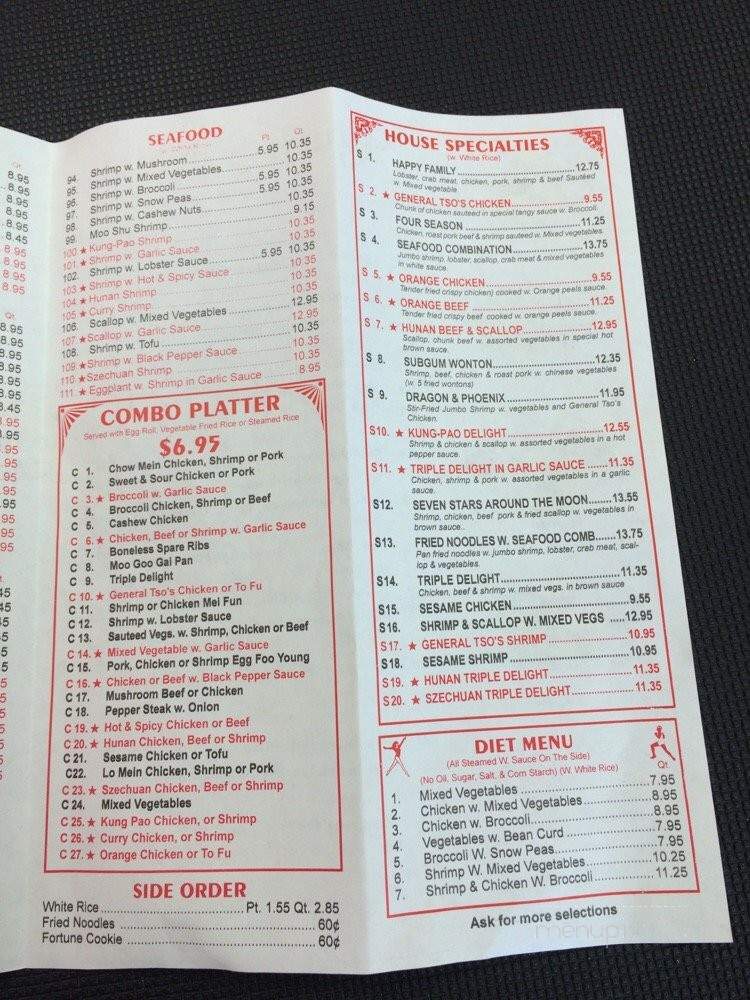 Qt.
8.95
8.95
8.95
SEAFOOD
Pt. Qt.
94. Shrimp w. Mushroom 5.95 10.35
95. Shrimp w. Mixed Vegetables 10.35
96. Shrimp w. Broccoli 5.95 10.35
97. Shrimp w. Snow Peas 5.95 10.35
98. Shrimp w. Cashew Nuts 10.35
99. Moo Shu Shrimp 9.15
100 ★ Kung-Pao Shrimp 10.35
101 ★ Shrimp w. Garlic Sauce 10.35
102. Shrimp w. Lobster Sauce 5.95 10.35
103 ★ Shrimp w. Hot & Spicy Sauce 10.35
104 ★ Hunan Shrimp 10.35
105 ★ Curry Shrimp 10.35
106. Scallop w. Mixed Vegetables 12.95
107 ★ Scallop w. Garlic Sauce 12.95
108. Shrimp w. Tofu 10.35
109 ★ Shrimp w. Black Pepper Sauce 10.35
110 ★ Szechuan Shrimp 10.35
111 ★ Eggplant w. Shrimp in Garlic Sauce 8.95
COMBO PLATTER
Served with Egg Roll, Vegetable Fried Rice or Steamed Rice
$6.95
C 1. Chow Mein Chicken, Shrimp or Pork
C 2. Sweet & Sour Chicken or Pork
C 3. ★ Broccoli w. Garlic Sauce
C 4. Broccoli Chicken, Shrimp or Beef
C 5. Cashew Chicken
C 6. ★ Chicken, Beef or Shrimp w. Garlic Sauce
C 7. Boneless Spare Ribs
C 8. Moo Goo Gai Pan
C 9. Triple Delight
C 10. ★ General Tso's Chicken or To Fu
C 11. Shrimp or Chicken Mei Fun
C 12. Shrimp w. Lobster Sauce
C 13. Sauteed Vegs. w. Shrimp, Chicken or Beef
C 14. ★ Mixed Vegetable w. Garlic Sauce
C 15. Pork, Chicken or Shrimp Egg Foo Young
C 16. ★ Chicken or Beef w. Black Pepper Sauce
C 17. Mushroom Beef or Chicken
C 18. Pepper Steak w. Onion
C 19. ★ Hot & Spicy Chicken or Beef
C 20. ★ Hunan Chicken, Beef or Shrimp
C 21. Sesame Chicken or Tofu
C22. Lo Mein Chicken, Shrimp or Pork
C 23. ★ Szechuan Chicken, Beef or Shrimp
C 24. Mixed Vegetables
C 25. ★ Kung Pao Chicken, or Shrimp
C 26. ★ Curry Chicken, or Shrimp
C 27. ★ Orange Chicken or To Fu
SIDE ORDER
White Rice Pt. 1.55 Qt. 2.85
Fried Noodles 60¢
Fortune Cookie 60¢
HOUSE SPECIALTIES
(w. White Rice)
S 1. HAPPY FAMILY 12.75
Lobster, crab meat, chicken, pork, shrimp & beef Sauteed
w. Mixed vegetable
S 2. ★ GENERAL TSO'S CHICKEN 9.55
Chunk of chicken sauteed in special tangy sauce w. Broccoli.
S 3. FOUR SEASON 11.25
Chicken, roast pork beef & shrimp sauteed w. Mixed vegetables.
S 4. SEAFOOD COMBINATION 13.75
Jumbo shrimp, lobster, scallop, crab meat & mixed vegetables
in white sauce.
S 5. ★ ORANGE CHICKEN 9.55
Tender fried crispy chicken) cooked w. Orange peels sauce.
S 6. ★ ORANGE BEEF 11.25
Tender fried crispy beef cooked w. orange peels sauce.
S 7. ★ HUNAN BEEF & SCALLOP 12.95
Scallop, chunk beef w. assorted vegetables in special hot
brown sauce.
S 8. SUBGUM WONTON 12.35
Shrimp, beef, chicken & roast pork w. chinese vegetables
(w. 5 fried wontons)
S 9. DRAGON & PHOENIX 11.95
Stir-Fried Jumbo Shrimp w. vegetables and General Tso's
Chicken.
S10. ★ KUNG-PAO DELIGHT 12.55
Shrimp & chicken & scallop w. assorted vegetables in a hot
pepper sauce.
S11. ★ TRIPLE DELIGHT IN GARLIC SAUCE 11.35
Chicken, shrimp & pork w. assorted vegetables in a garlic
sauce.
S12. SEVEN STARS AROUND THE MOON 13.55
Shrimp, chicken, beef pork & fried scallop w. vegetables in
brown sauce..
S13. FRIED NOODLES W. SEAFOOD COMB 13.75
Pan fried noodles w. jumbo shrimp, lobster, crab meat, scal-
lop & vegetables.
S14. TRIPLE DELIGHT 11.35
Chicken, beef & shrimp w. mixed vegs. in brown sauce
S15. SESAME CHICKEN 9.55
S16. SHRIMP & SCALLOP W. MIXED VEGS 12.95
S17. ★ GENERAL TSO'S SHRIMP 10.95
S18. SESAME SHRIMP 10.95
S19. ★ HUNAN TRIPLE DELIGHT 11.35
S20. ★ SZECHUAN TRIPLE DELIGHT 11.35
DIET MENU
(All Steamed W. Sauce On The Side)
(No Oil, Sugar, Salt, & Corn Starch) (W. White Rice)
Qt.
1. Mixed Vegetables 7.95
2. Chicken w. Mixed Vegetables 8.95
3. Chicken w. Broccoli 8.95
4. Vegetables w. Bean Curd 7.95
5. Broccoli W. Snow Peas 7.95
6. Shrimp W. Mixed Vegetables 10.25
7. Shrimp & Chicken W. Broccoli 11.25
Ask for more selections